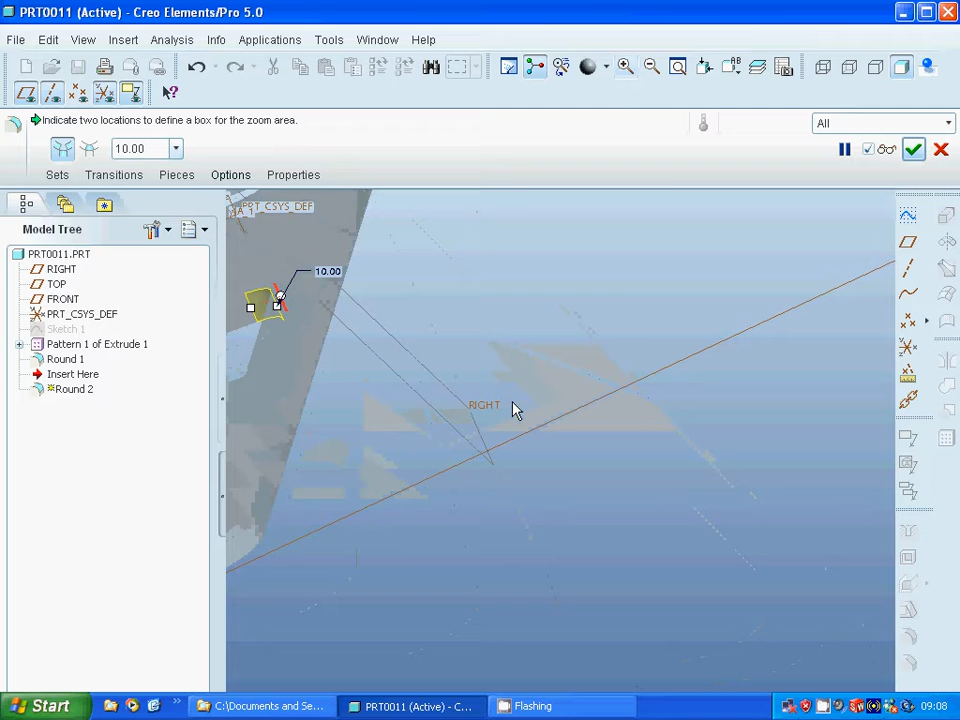 PRT0011 (Active) - Creo Elements/Pro 5.0
File Edit View Insert Analysis Info Applications Tools Window Help
Indicate two locations to define a box for the zoom area.
All
10.00
Sets Transitions Pieces Options Properties
Model Tree
PRT0011.PRT
RIGHT
TOP
FRONT
PRT_CSYS_DEF
Sketch 1
Pattern 1 of Extrude 1
Round 1
Insert Here
Round 2
PRT_CSYS_DEF
A_1
10.00
RIGHT
Start
C:\Documents and Se...
PRT0011 (Active) - C...
Flashing
09:08